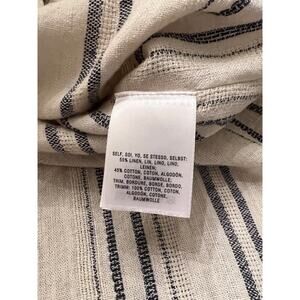 SELF, SOI, YO, SE STESSO, SELBST:
55% LINEN, LIN, LINO, LINO,
LEINEN,
45% COTTON, COTON, ALGODÓN,
COTONE, BAUMWOLLE;
TRIM, BORDURE, BORDE, BORDO,
TRIMM: 100% COTTON, COTON,
ALGODÓN, COTONE,
BAUMWOLLE